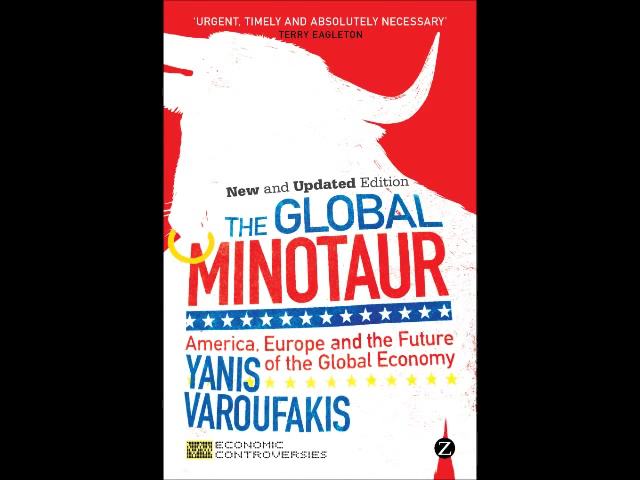 'URGENT, TIMELY AND ABSOLUTELY NECESSARY'
TERRY EAGLETON
New and Updated Edition
THE GLOBAL
MINOTAUR
America, Europe and the Future
of the Global Economy
YANIS
VAROUFAKIS
ECONOMIC
CONTROVERSIES
Z